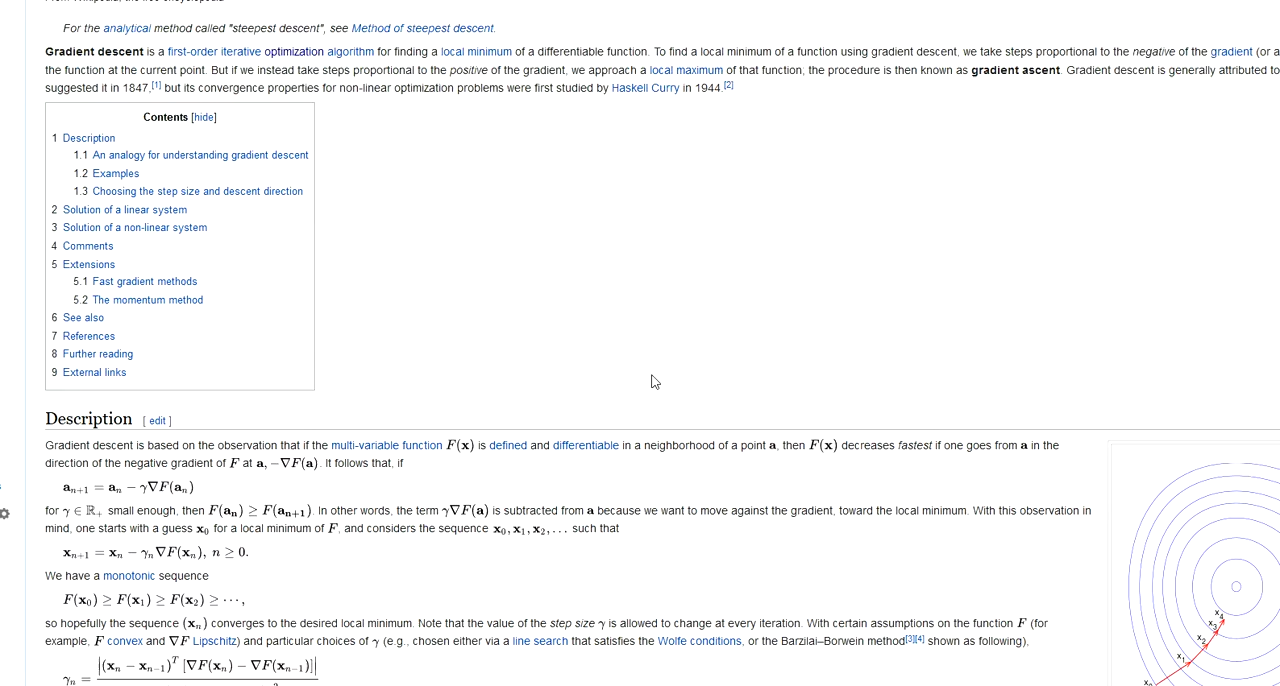 For the analytical method called "steepest descent", see Method of steepest descent.
Gradient descent is a first-order iterative optimization algorithm for finding a local minimum of a differentiable function. To find a local minimum of a function using gradient descent, we take steps proportional to the negative of the gradient (or a
the function at the current point. But if we instead take steps proportional to the positive of the gradient, we approach a local maximum of that function; the procedure is then known as gradient ascent. Gradient descent is generally attributed to
suggested it in 1847,[1] but its convergence properties for non-linear optimization problems were first studied by Haskell Curry in 1944.[2]
Contents [hide]
1 Description
1.1 An analogy for understanding gradient descent
1.2 Examples
1.3 Choosing the step size and descent direction
2 Solution of a linear system
3 Solution of a non-linear system
4 Comments
5 Extensions
5.1 Fast gradient methods
5.2 The momentum method
6 See also
7 References
8 Further reading
9 External links
Description [ edit ]
Gradient descent is based on the observation that if the multi-variable function F(x) is defined and differentiable in a neighborhood of a point a, then F(x) decreases fastest if one goes from a in the
direction of the negative gradient of F at a, −∇F(a). It follows that, if
aₙ₊₁ = aₙ − γ∇F(aₙ)
for γ ∈ ℝ₊ small enough, then F(aₙ) ≥ F(aₙ₊₁). In other words, the term γ∇F(a) is subtracted from a because we want to move against the gradient, toward the local minimum. With this observation in
mind, one starts with a guess x₀ for a local minimum of F, and considers the sequence x₀, x₁, x₂, … such that
xₙ₊₁ = xₙ − γₙ∇F(xₙ), n ≥ 0.
We have a monotonic sequence
F(x₀) ≥ F(x₁) ≥ F(x₂) ≥ ⋯,
so hopefully the sequence (xₙ) converges to the desired local minimum. Note that the value of the step size γ is allowed to change at every iteration. With certain assumptions on the function F (for
example, F convex and ∇F Lipschitz) and particular choices of γ (e.g., chosen either via a line search that satisfies the Wolfe conditions, or the Barzilai–Borwein method[3][4] shown as following),
γₙ = |(xₙ − xₙ₋₁)ᵀ [∇F(xₙ) − ∇F(xₙ₋₁)]|
x₄
x₃
x₂
x₁
x₀